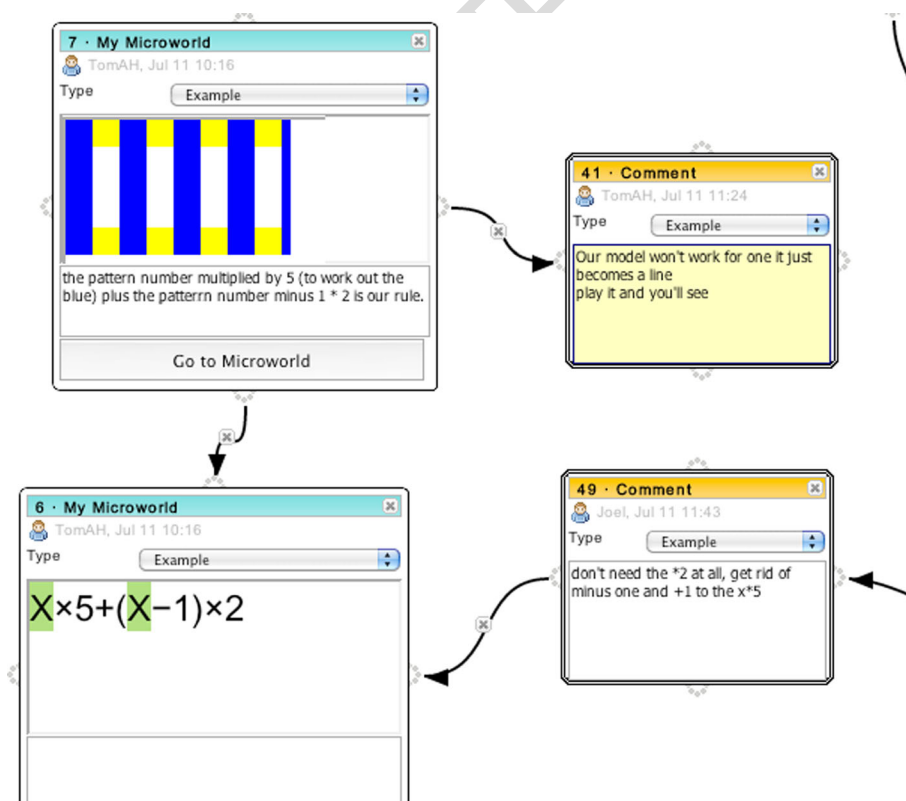 7 · My Microworld
TomAH, Jul 11 10:16
Type
Example
the pattern number multiplied by 5 (to work out the
blue) plus the patterrn number minus 1 * 2 is our rule.
Go to Microworld
41 · Comment
TomAH, Jul 11 11:24
Type
Example
Our model won't work for one it just
becomes a line
play it and you'll see
6 · My Microworld
TomAH, Jul 11 10:16
Type
Example
X×5+(X−1)×2
49 · Comment
Joel, Jul 11 11:43
Type
Example
don't need the *2 at all, get rid of
minus one and +1 to the x*5